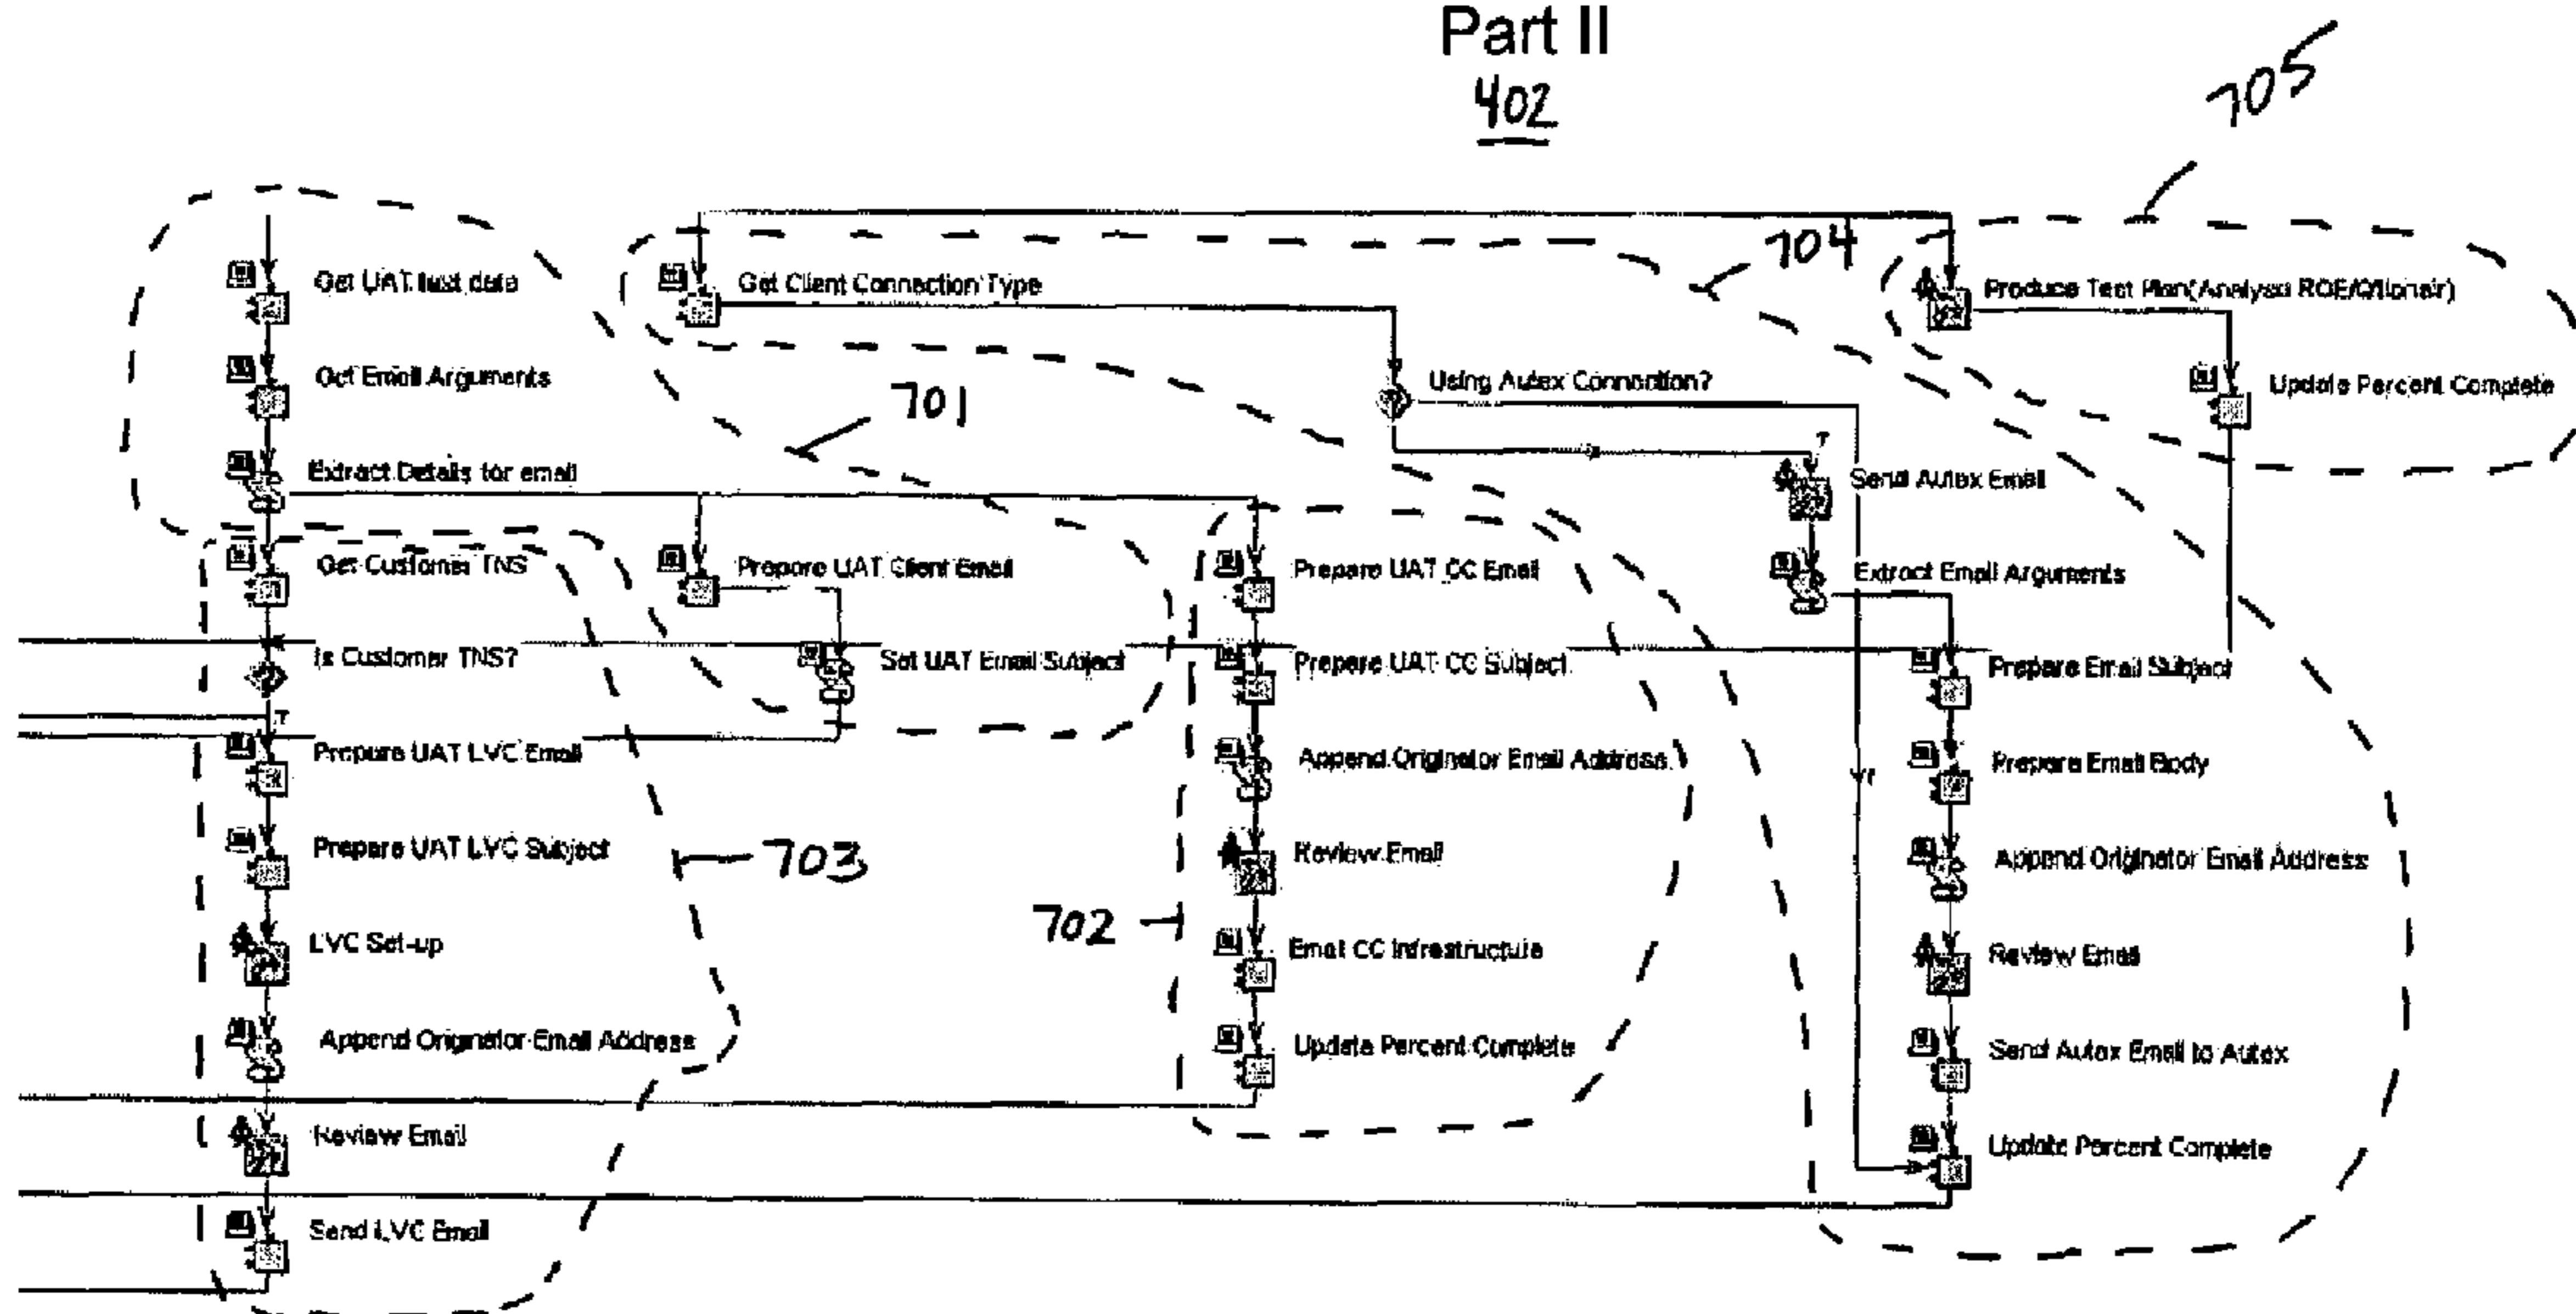 Part II
402
705
704
Get UAT test date
Get Client Connection Type
Produce Test Plan(Analyse ROE/Q/
Get Email Arguments
Using Autex Connection?
Update Percent Complete
701
T
Extract Details for email
Send Autex Email
Get Customer TNS
Prepare UAT Client Email
Prepare UAT CC Email
Extract Email Arguments
Is Customer TNS?
Set UAT Email Subject
Prepare UAT CC Subject
Prepare Email Subject
T
Prepare UAT LVC Email
Append Originator Email Address
Prepare Email Body
Prepare UAT LVC Subject
703
Review Email
Append Originator Email Address
702
LVC Set-up
Email CC Infrastructure
Review Email
Append Originator Email Address
Update Percent Complete
Send Autex Email to Autex
Review Email
Update Percent Complete
Send LVC Email